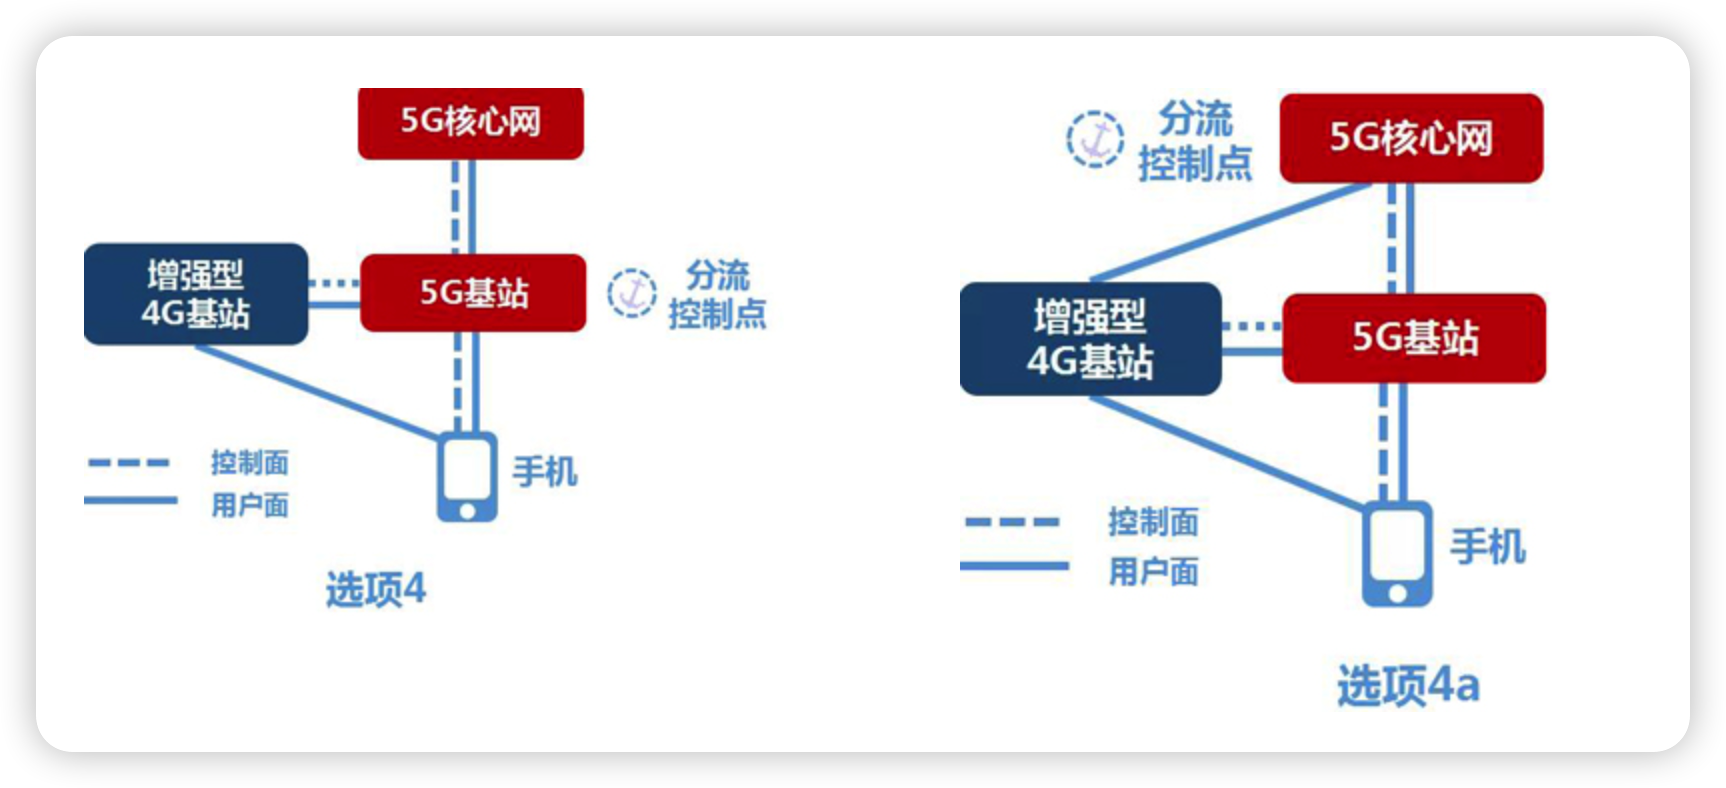 5G核心网
增强型
4G基站
5G基站
分流
控制点
控制面
用户面
手机
选项4
分流
控制点
5G核心网
增强型
4G基站
5G基站
控制面
用户面
手机
选项4a